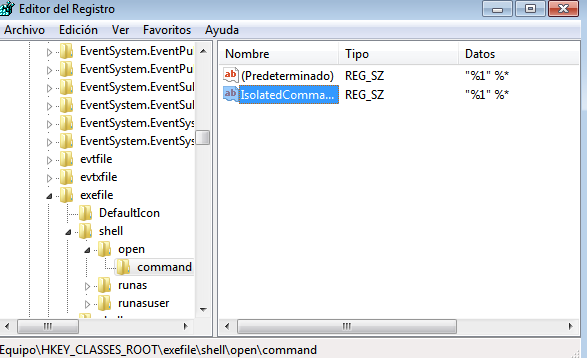 Editor del Registro
Archivo Edición Ver Favoritos Ayuda
EventSystem.EventPu
EventSystem.EventPu
EventSystem.EventSul
EventSystem.EventSul
EventSystem.EventSys
EventSystem.EventSys
evtfile
evtxfile
exefile
DefaultIcon
shell
open
command
runas
runasuser
Nombre Tipo Datos
ab (Predeterminado) REG_SZ "%1" %*
ab IsolatedComma... REG_SZ "%1" %*
Equipo\HKEY_CLASSES_ROOT\exefile\shell\open\command